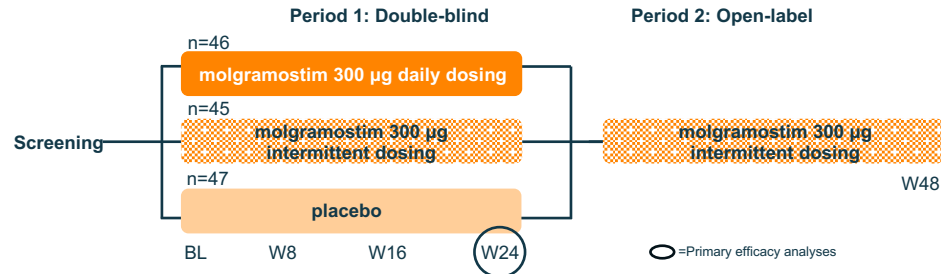 Period 1: Double-blind
Period 2: Open-label
n=46
molgramostim 300 µg daily dosing
n=45
Screening
molgramostim 300 µg
intermittent dosing
molgramostim 300 µg
intermittent dosing
W48
n=47
placebo
BL
W8
W16
W24
=Primary efficacy analyses